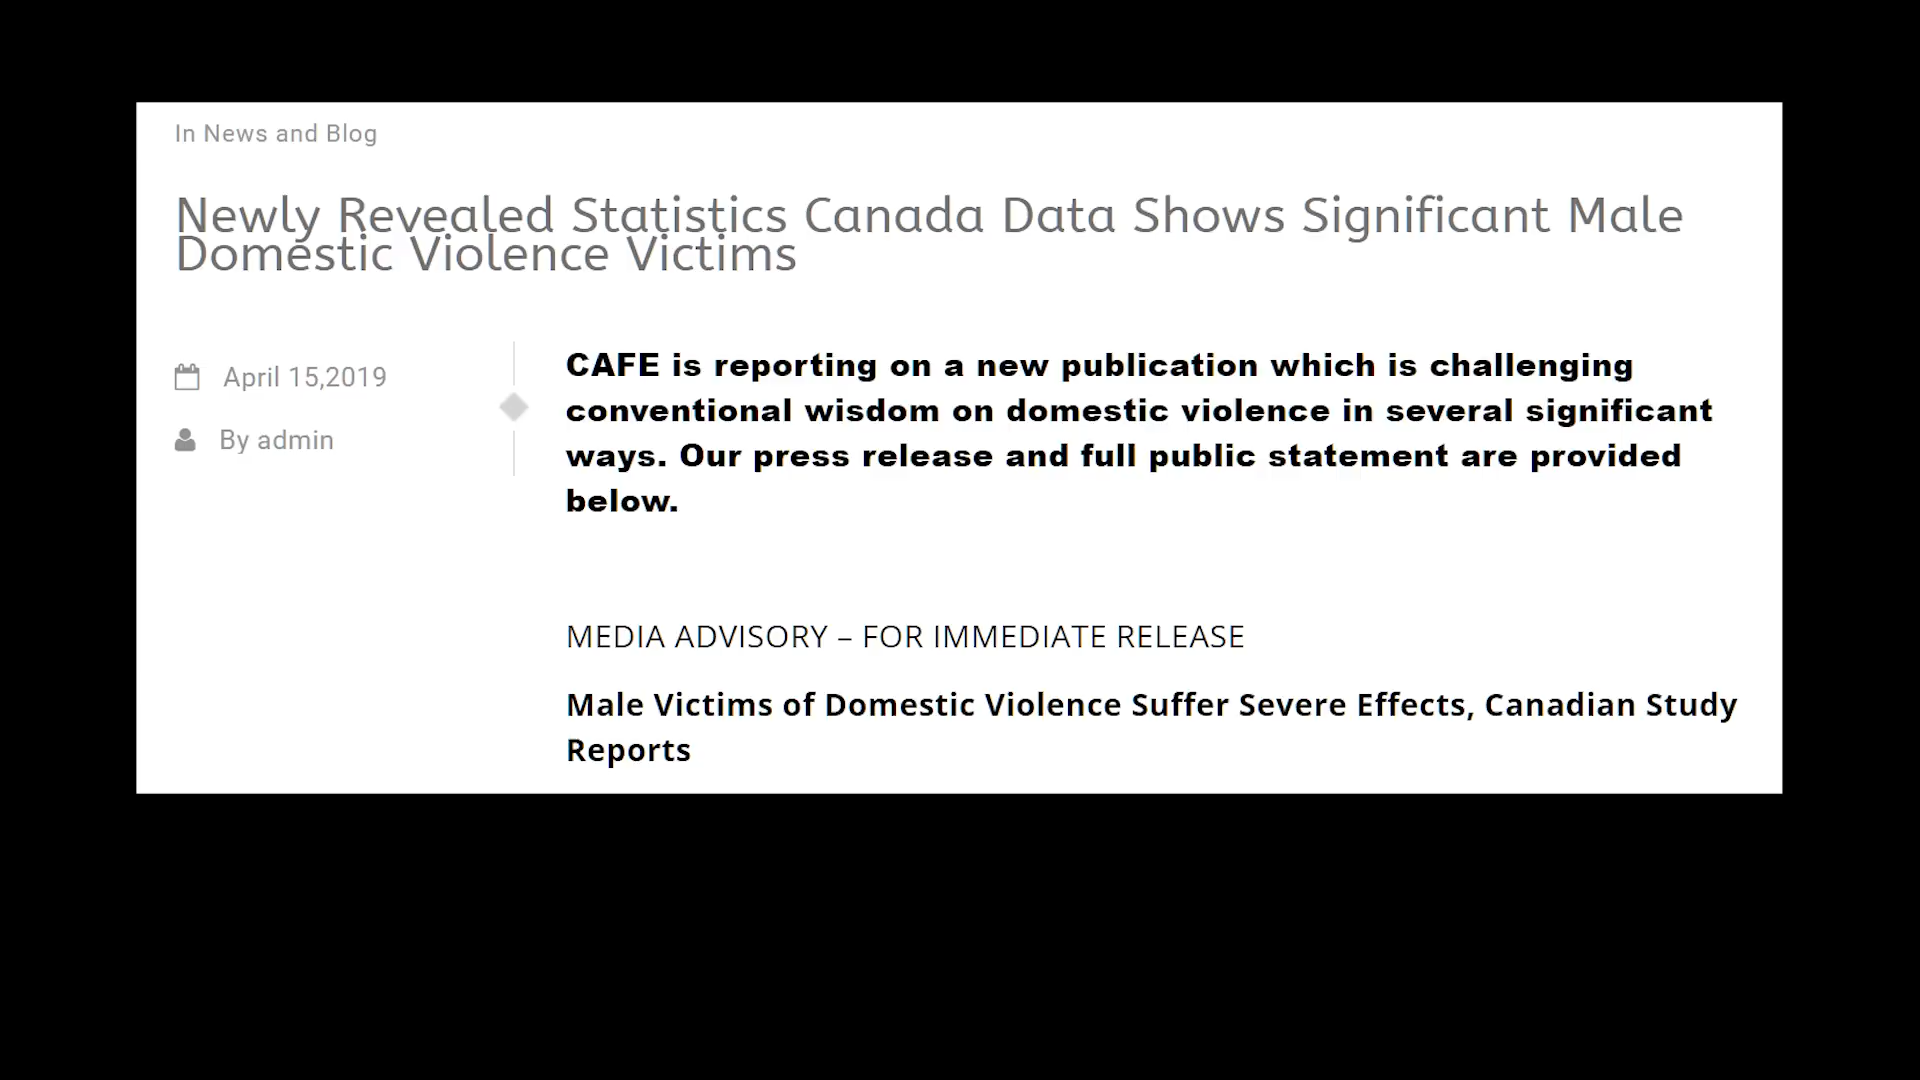 In News and Blog
Newly Revealed Statistics Canada Data Shows Significant Male
Domestic Violence Victims
April 15,2019
By admin
CAFE is reporting on a new publication which is challenging
conventional wisdom on domestic violence in several significant
ways. Our press release and full public statement are provided
below.
MEDIA ADVISORY – FOR IMMEDIATE RELEASE
Male Victims of Domestic Violence Suffer Severe Effects, Canadian Study
Reports